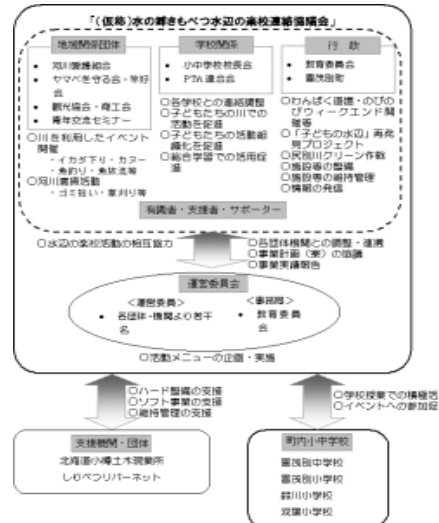 「(仮称)水の郷きもべつ水辺の楽校連絡協議会」
地域関係団体
● 河川愛護組合
● ヤマベを守る会・等好会
● 観光協会・商工会
● 青年交流セミナー
○川を利用したイベント開催
・イカダ下り・カヌー
・魚釣り・魚放流等
○河川清掃活動
・ゴミ拾い・草刈り等
学校関係
● 小中学校校長会
● PTA連合会
○各学校との連絡調整
○子どもたちの川での活動を促進
○子どもたちの活動組織化を促進
○総合学習での活用促進
行 政
● 教育委員会
● 喜茂別町
○わんぱく道場・のびのびウィークエンド開催等
○「子どもの水辺」再発見プロジェクト
○尻別川クリーン作戦
○施設等の整備
○施設等の維持管理
○情報の発信
有識者・支援者・サポーター
○水辺の楽校活動の相互協力
○各団体機関との調整・連携
○事業計画(案)の協議
○事業実績報告
運営委員会
<運営委員>
● 各団体・機関より若干名
<事務局>
● 教育委員会
○活動メニューの企画・実施
○ハード整備の支援
○ソフト事業の支援
○維持管理の支援
○学校授業での積極活
○イベントへの参加促
支援機関・団体
北海道小樽土木現業所
しりべつリバーネット
町内小中学校
喜茂別中学校
喜茂別小学校
鈴川小学校
双葉小学校